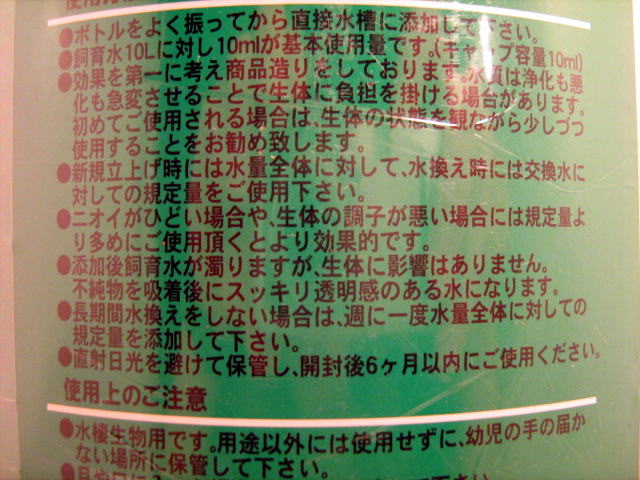 使用方法
●ボトルをよく振ってから直接水槽に添加して下さい。
●飼育水10Lに対し10mlが基本使用量です。(キャップ容量10ml)
●効果を第一に考え商品造りをしております。水質は浄化も悪
化も急変させることで生体に負担を掛ける場合があります。
初めてご使用される場合は、生体の状態を観ながら少しづつ
使用することをお勧め致します。
●新規立上げ時には水量全体に対して、水換え時には交換水に
対しての規定量をご使用下さい。
●ニオイがひどい場合や、生体の調子が悪い場合には規定量よ
り多めにご使用頂くとより効果的です。
●添加後飼育水が濁りますが、生体に影響はありません。
不純物を吸着後にスッキリ透明感のある水になります。
●長期間水換えをしない場合は、週に一度水量全体に対しての
規定量を添加して下さい。
●直射日光を避けて保管し、開封後6ヶ月以内にご使用ください。
使用上のご注意
●水棲生物用です。用途以外には使用せずに、幼児の手の届か
ない場所に保管して下さい。